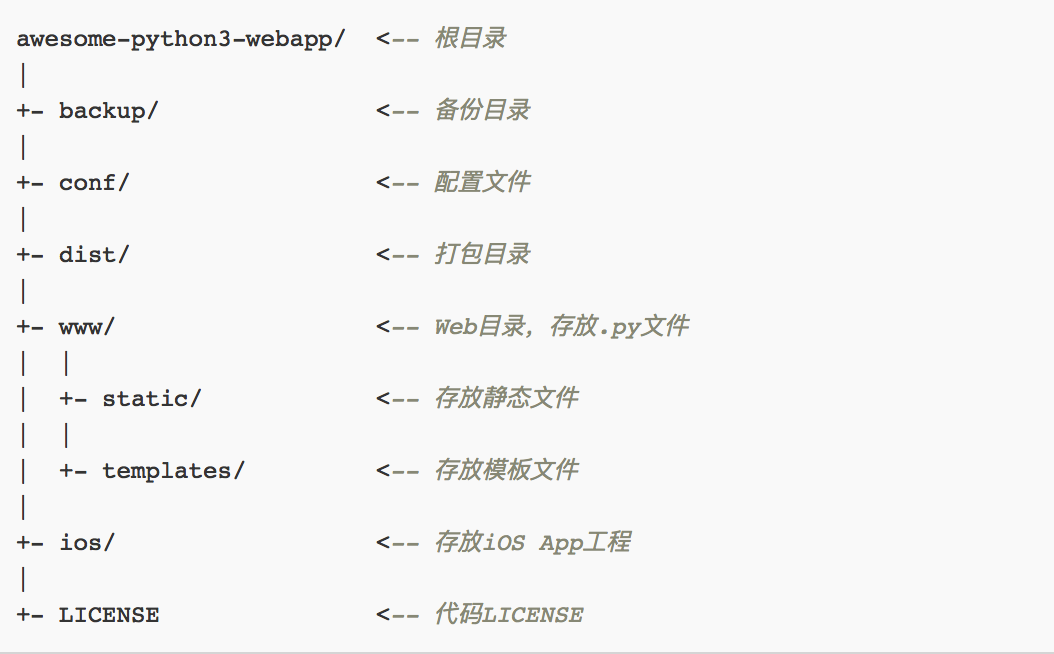 awesome-python3-webapp/  <-- 根目录
|
+- backup/               <-- 备份目录
|
+- conf/                 <-- 配置文件
|
+- dist/                 <-- 打包目录
|
+- www/                  <-- Web目录，存放.py文件
|  |
|  +- static/            <-- 存放静态文件
|  |
|  +- templates/         <-- 存放模板文件
|
+- ios/                  <-- 存放iOS App工程
|
+- LICENSE               <-- 代码LICENSE